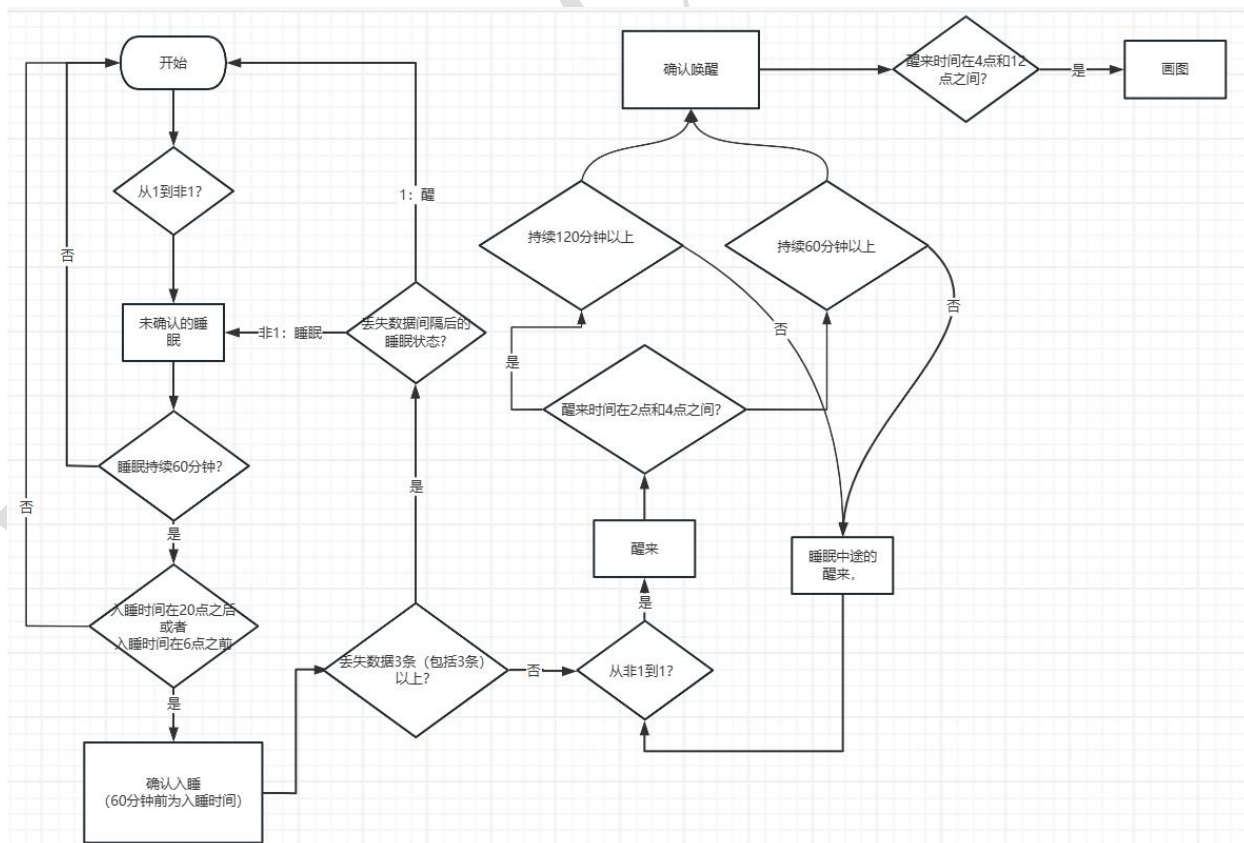 开始
从1到非1?
未确认的睡
眠
睡眠持续60分钟?
否
否
是
入睡时间在20点之后
或者
入睡时间在6点之前
是
确认入睡
（60分钟前为入睡时间）
1：醒
丢失数据间隔后的
睡眠状态?
非1：睡眠
是
丢失数据3条（包括3条）
以上?
否
从非1到1?
是
醒来
醒来时间在2点和4点之间?
是
持续120分钟以上
持续60分钟以上
否
否
睡眠中途的
醒来，
确认唤醒
醒来时间在4点和12
点之间?
是
画图